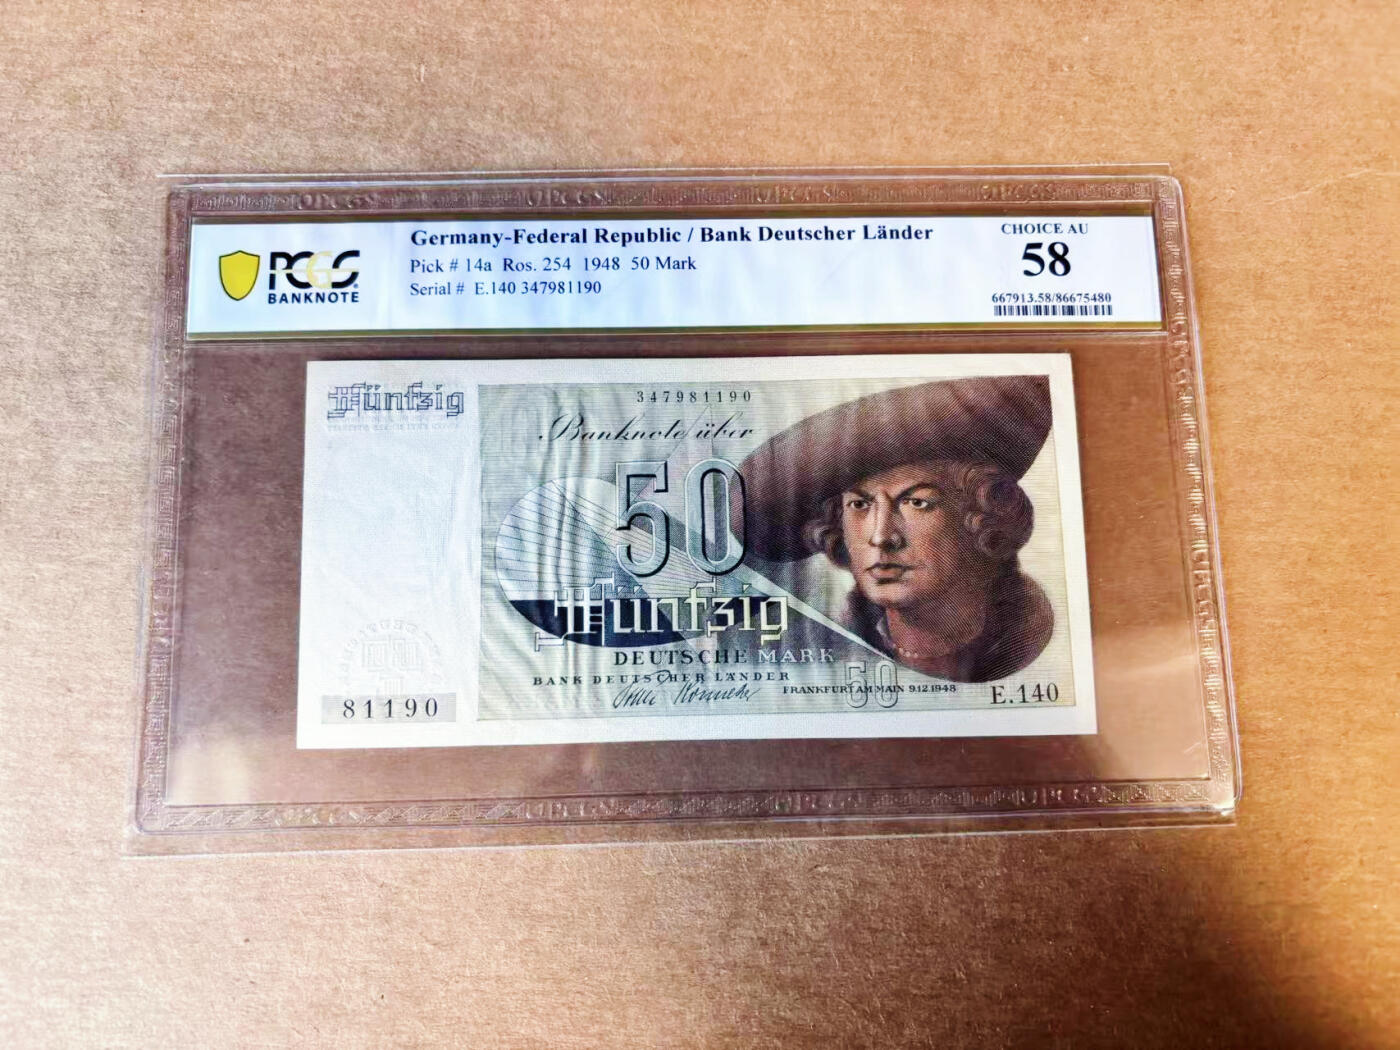 PCGS
BANKNOTE
Germany-Federal Republic / Bank Deutscher Länder
Pick # 14a Ros. 254 1948 50 Mark
Serial # E.140 347981190
CHOICE AU
58
667913.58/86675480
Fünfzig
347981190
Banknote über
50
Fünfzig
DEUTSCHE MARK
BANK DEUTSCHER LÄNDER
FRANKFURT AM MAIN 9.12.1948
50
E.140
81190